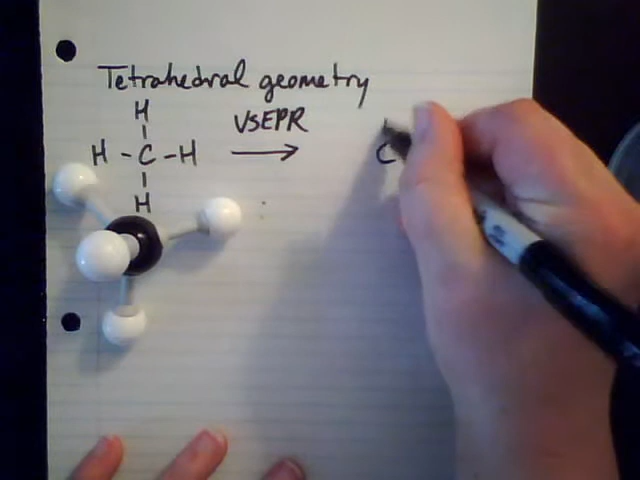 Tetrahedral geometry
H
VSEPR
H - C - H → C
H